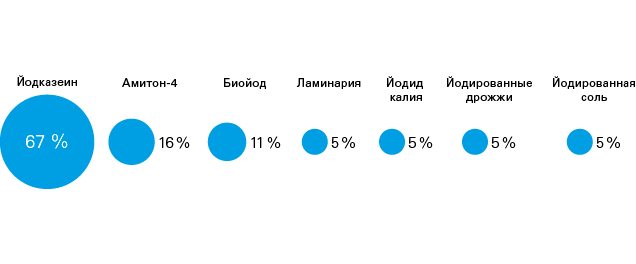 Йодказеин
67 %
Амитон-4
16 %
Биойод
11 %
Ламинария
5 %
Йодид
калия
5 %
Йодированные
дрожжи
5 %
Йодированная
соль
5 %